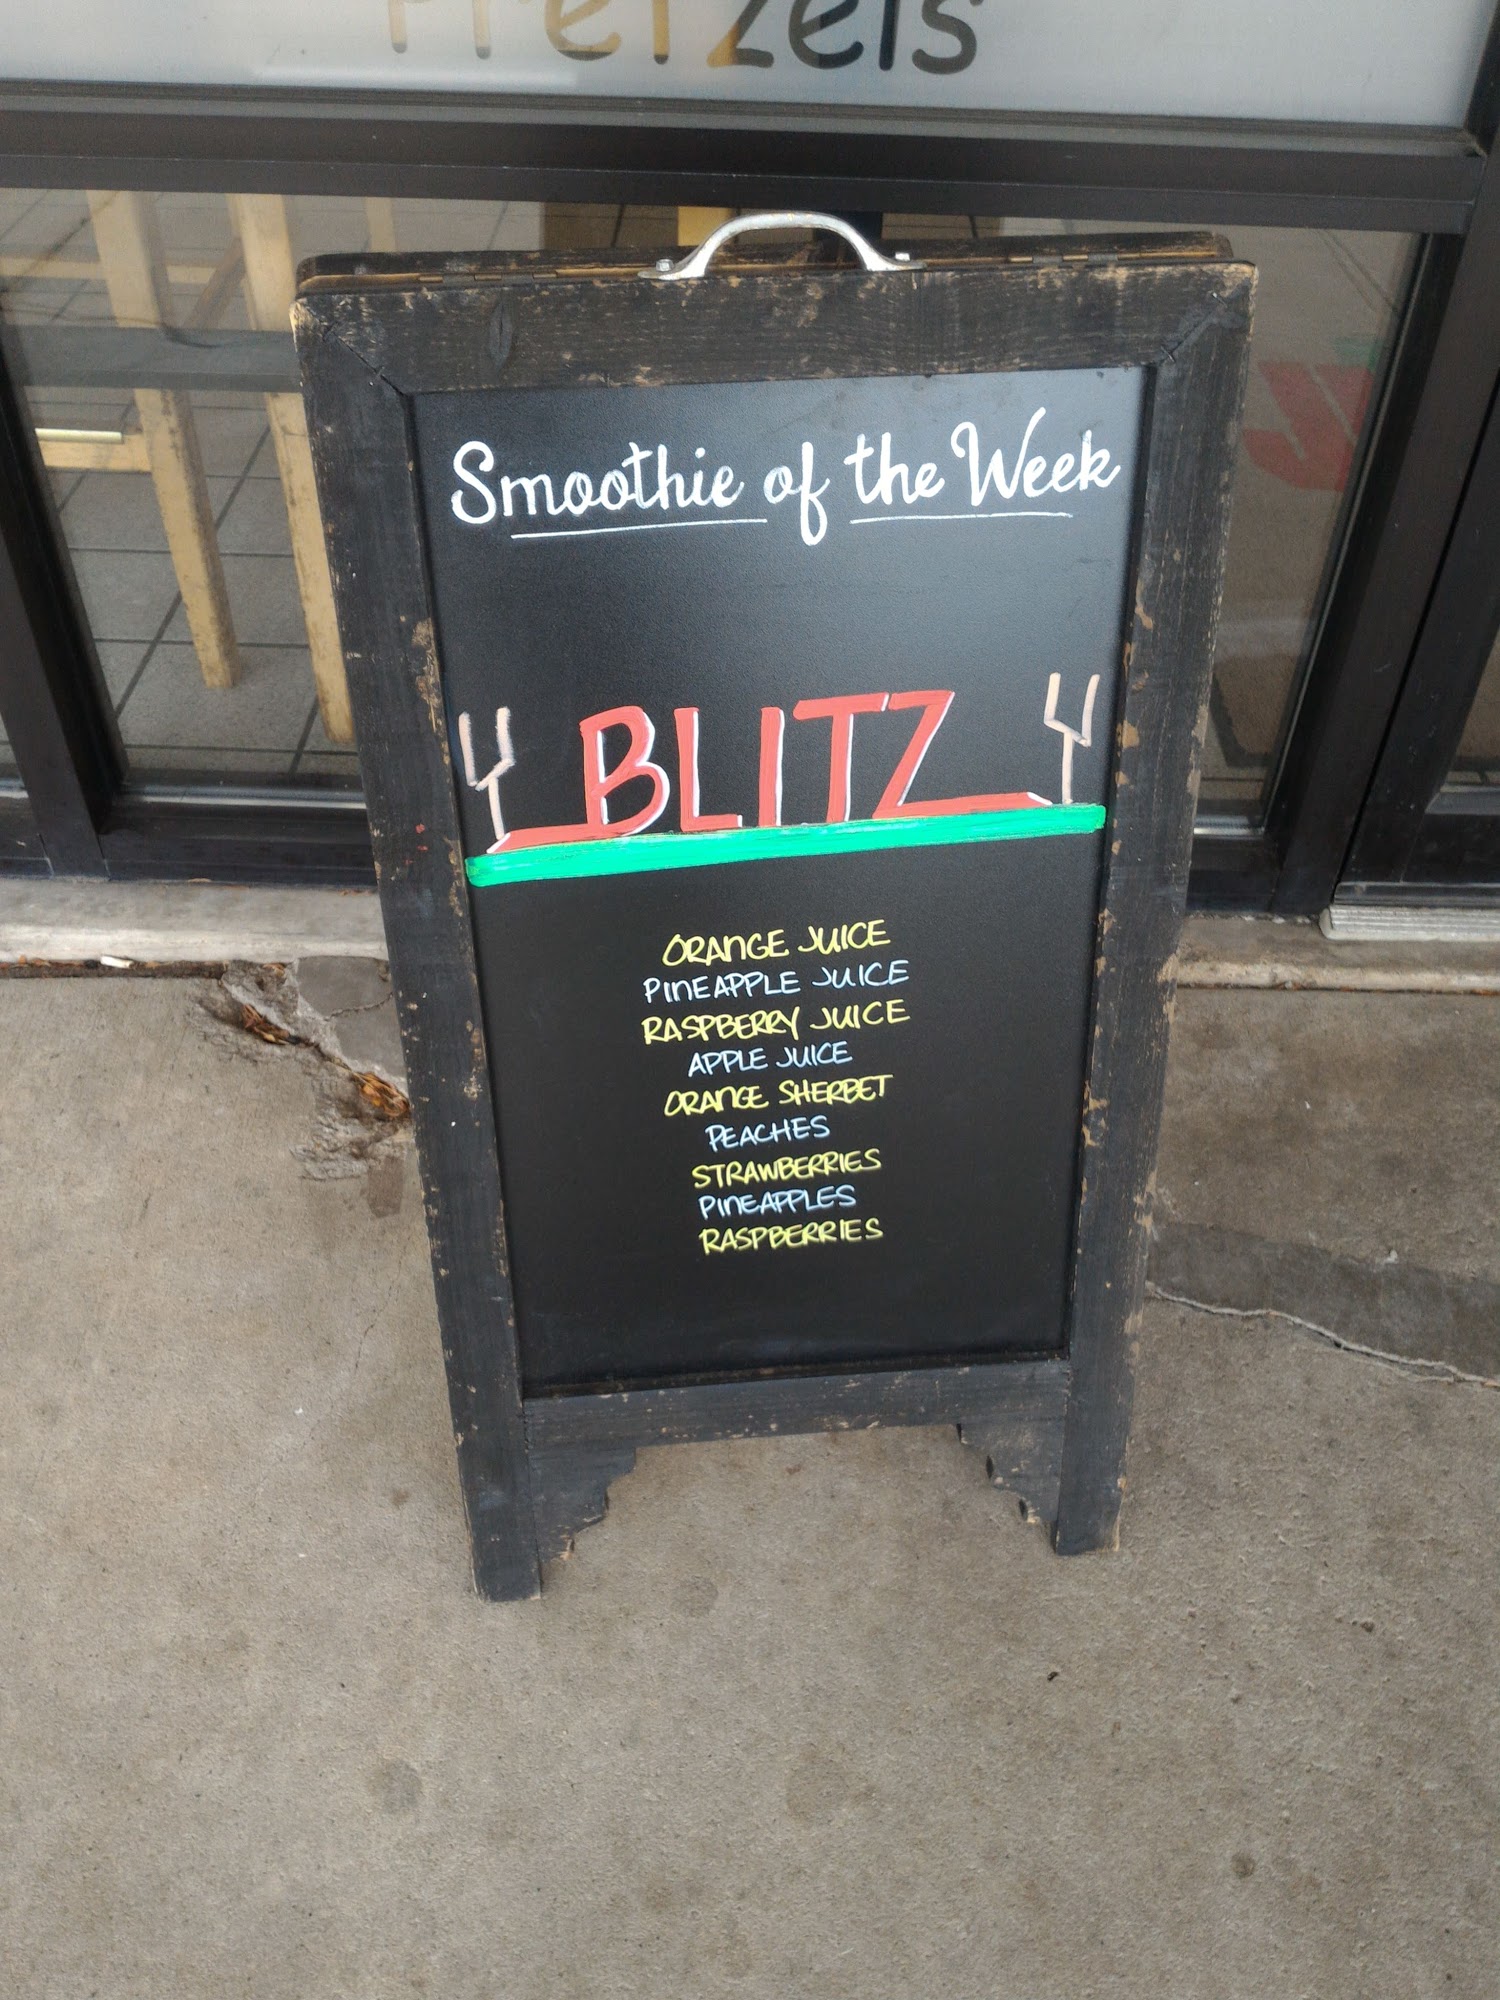 Pretzels
Smoothie of the Week
BLITZ
ORANGE JUICE
PINEAPPLE JUICE
RASPBERRY JUICE
APPLE JUICE
ORANGE SHERBET
PEACHES
STRAWBERRIES
PINEAPPLES
RASPBERRIES